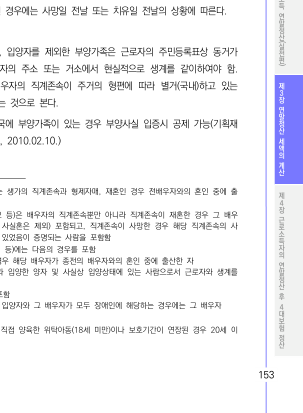 경우에는 사망일 전날 또는 치유일 전날의 상황에 따른다.
, 입양자를 제외한 부양가족은 근로자의 주민등록표상 동거가
자의 주소 또는 거소에서 현실적으로 생계를 같이하여야 함.
우자의 직계존속이 주거의 형편에 따라 별거(국내)하고 있는
는 것으로 본다.
국에 부양가족이 있는 경우 부양사실 입증시 공제 가능(기획재
, 2010.02.10.)
는 생가의 직계존속과 형제자매, 재혼인 경우 전배우자와의 혼인 중에 출
모 등)은 배우자의 직계존속뿐만 아니라 직계존속이 재혼한 경우 그 배우
사실혼은 제외) 포함되고, 직계존속이 사망한 경우 해당 직계존속의 사
있었음이 증명되는 사람을 포함함
등)에는 다음의 경우를 포함
경우 해당 배우자가 종전의 배우자와의 혼인 중에 출산한 자
라 입양한 양자 및 사실상 입양상태에 있는 사람으로서 근로자와 생계를
포함
입양자와 그 배우자가 모두 장애인에 해당하는 경우에는 그 배우자
직접 양육한 위탁아동(18세 미만)이나 보호기간이 연장된 경우 20세 이
제3장 연말정산 세액의 계산
제4장 근로소득자의 연말정산 후 4대보험 정산
153